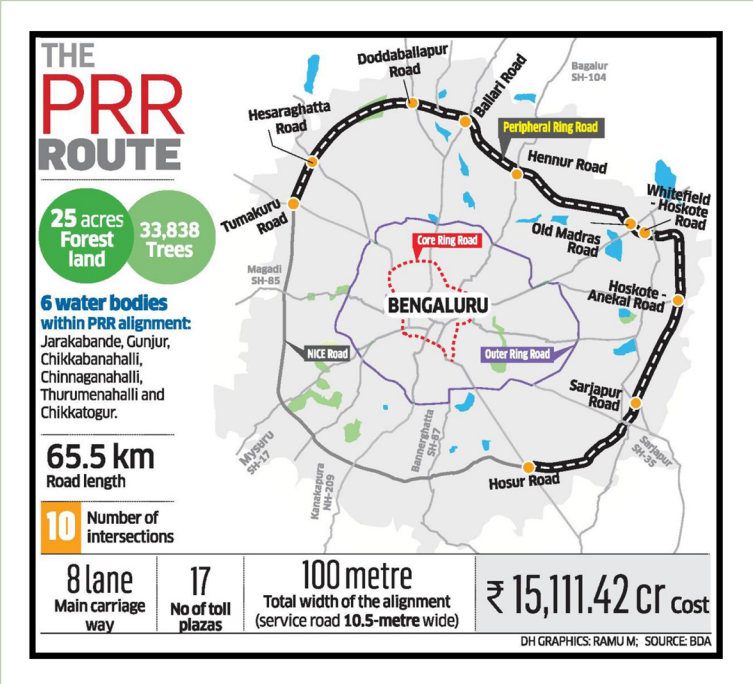 THE
PRR
ROUTE
25 acres
Forest
land
33,838
Trees
6 water bodies
within PRR alignment:
Jarakabande, Gunjur,
Chikkabanahalli,
Chinnaganahalli,
Thurumenahalli and
Chikkatogur.
65.5 km
Road length
10
Number of
intersections
Doddaballapur
Road
Ballari Road
Bagalur
SH-104
Hesaraghatta
Road
Peripheral Ring Road
Hennur Road
Whitefield
- Hoskote
Road
Tumakuru
Road
Old Madras
Road
Core Ring Road
Magadi
SH-85
Hoskote -
Anekal Road
BENGALURU
NICE Road
Outer Ring Road
Sarjapur
Road
Mysuru
SH-17
Bannerghatta
SH-87
Sarjapur
SH-35
Kanakapura
NH-209
Hosur Road
8 lane
Main carriage
way
17
No of toll
plazas
100 metre
Total width of the alignment
(service road 10.5-metre wide)
₹ 15,111.42 cr Cost
DH GRAPHICS: RAMU M; SOURCE: BDA